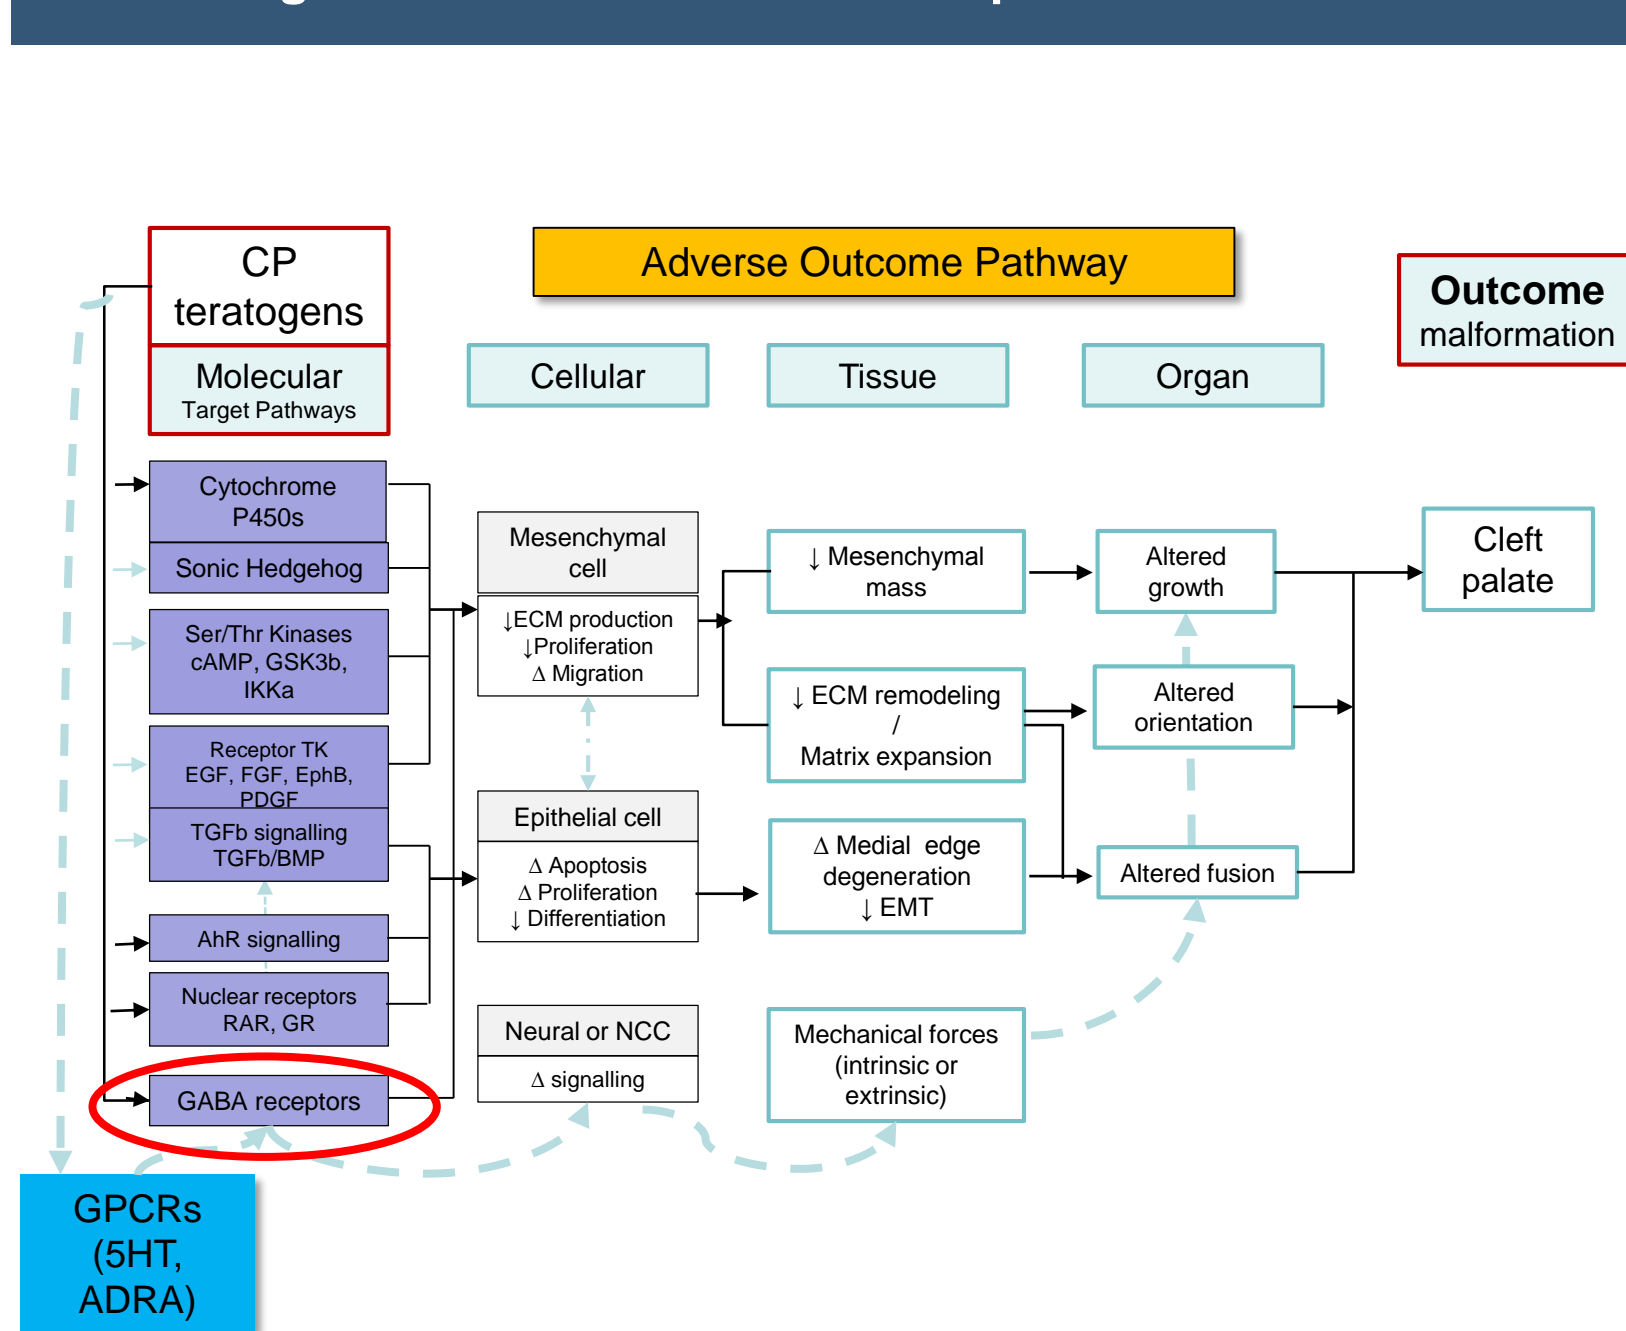 CP
teratogens
Adverse Outcome Pathway
Outcome
malformation
Molecular
Target Pathways
Cellular
Tissue
Organ
Cytochrome
P450s
Sonic Hedgehog
Ser/Thr Kinases
cAMP, GSK3b,
IKKa
Receptor TK
EGF, FGF, EphB,
PDGF
TGFb signalling
TGFb/BMP
AhR signalling
Nuclear receptors
RAR, GR
GABA receptors
GPCRs
(5HT,
ADRA)
Mesenchymal
cell
↓ECM production
↓Proliferation
Δ Migration
Epithelial cell
Δ Apoptosis
Δ Proliferation
↓ Differentiation
Neural or NCC
Δ signalling
↓ Mesenchymal
mass
↓ ECM remodeling
/
Matrix expansion
Δ Medial edge
degeneration
↓ EMT
Mechanical forces
(intrinsic or
extrinsic)
Altered
growth
Altered
orientation
Altered fusion
Cleft
palate